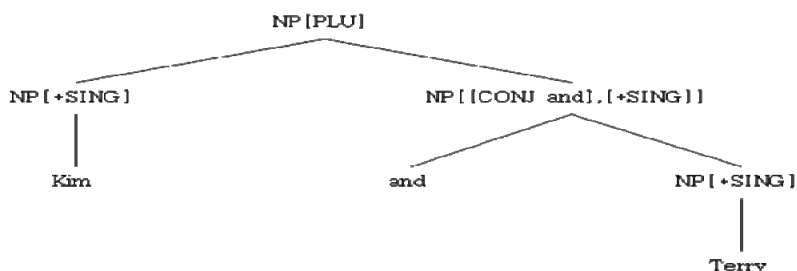 NP[PLU]
NP[+SING] NP[[CONJ and],[+SING]]
Kim and NP[+SING]
Terry